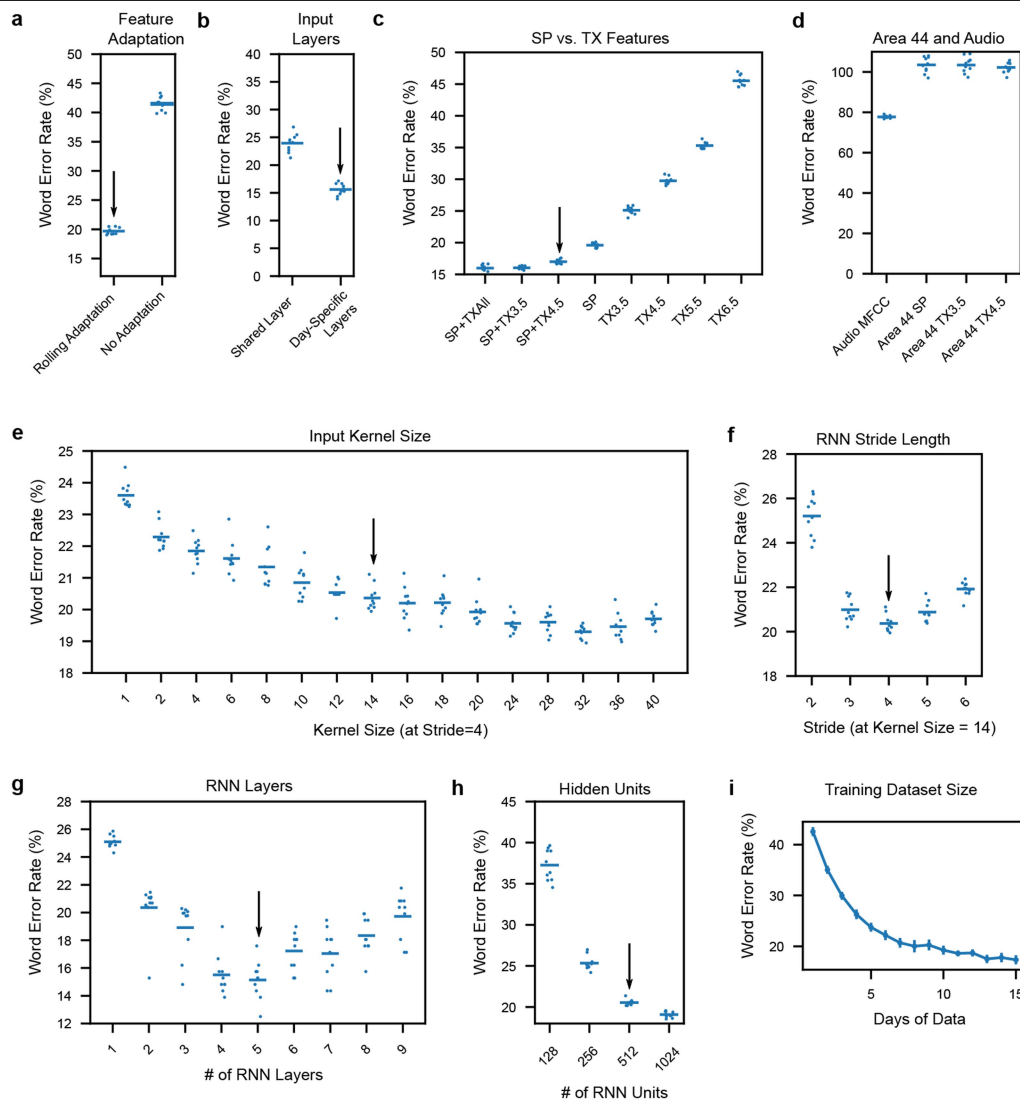 a
Feature
Adaptation
Word Error Rate (%)
50
45
40
35
30
25
20
15
Rolling Adaptation
No Adaptation
b
Input
Layers
Word Error Rate (%)
40
35
30
25
20
15
10
5
0
Shared Layer
Day-Specific
Layers
c
SP vs. TX Features
Word Error Rate (%)
50
45
40
35
30
25
20
15
SP+TXAll
SP+TX3.5
SP+TX4.5
SP
TX3.5
TX4.5
TX5.5
TX6.5
d
Area 44 and Audio
Word Error Rate (%)
100
80
60
40
20
0
Audio MFCC
Area 44 SP
Area 44 TX3.5
Area 44 TX4.5
e
Input Kernel Size
Word Error Rate (%)
25
24
23
22
21
20
19
18
1
2
4
6
8
10
12
14
16
18
20
24
28
32
36
40
Kernel Size (at Stride=4)
f
RNN Stride Length
Word Error Rate (%)
28
26
24
22
20
18
2
3
4
5
6
Stride (at Kernel Size = 14)
g
RNN Layers
Word Error Rate (%)
28
26
24
22
20
18
16
14
12
1
2
3
4
5
6
7
8
9
# of RNN Layers
h
Hidden Units
Word Error Rate (%)
45
40
35
30
25
20
128
256
512
1024
# of RNN Units
i
Training Dataset Size
Word Error Rate (%)
40
20
5
10
15
Days of Data